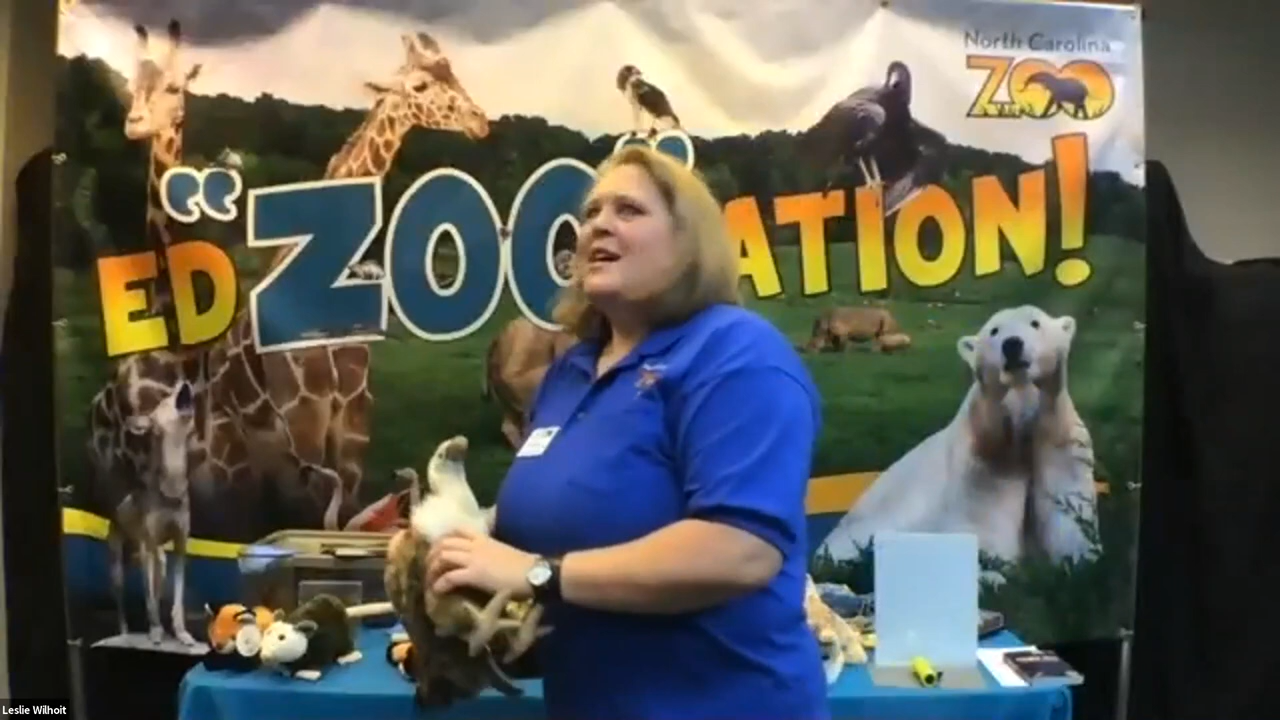 North Carolina
ZOO
"
ED ZOO ATION!
Leslie Wilhoit